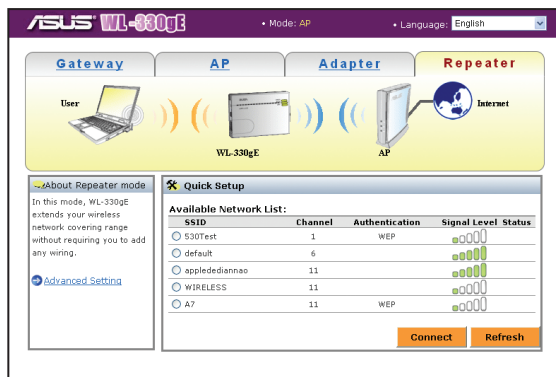 ASUS WL-330gE • Mode: AP • Language: English
Gateway AP Adapter Repeater
User Internet
WL-330gE AP
About Repeater mode
In this mode, WL-330gE
extends your wireless
network covering range
without requiring you to add
any wiring.
Advanced Setting
Quick Setup
Available Network List:
SSID Channel Authentication Signal Level Status
530Test 1 WEP
default 6
appledediannao 11
WIRELESS 11
A7 11 WEP
Connect Refresh